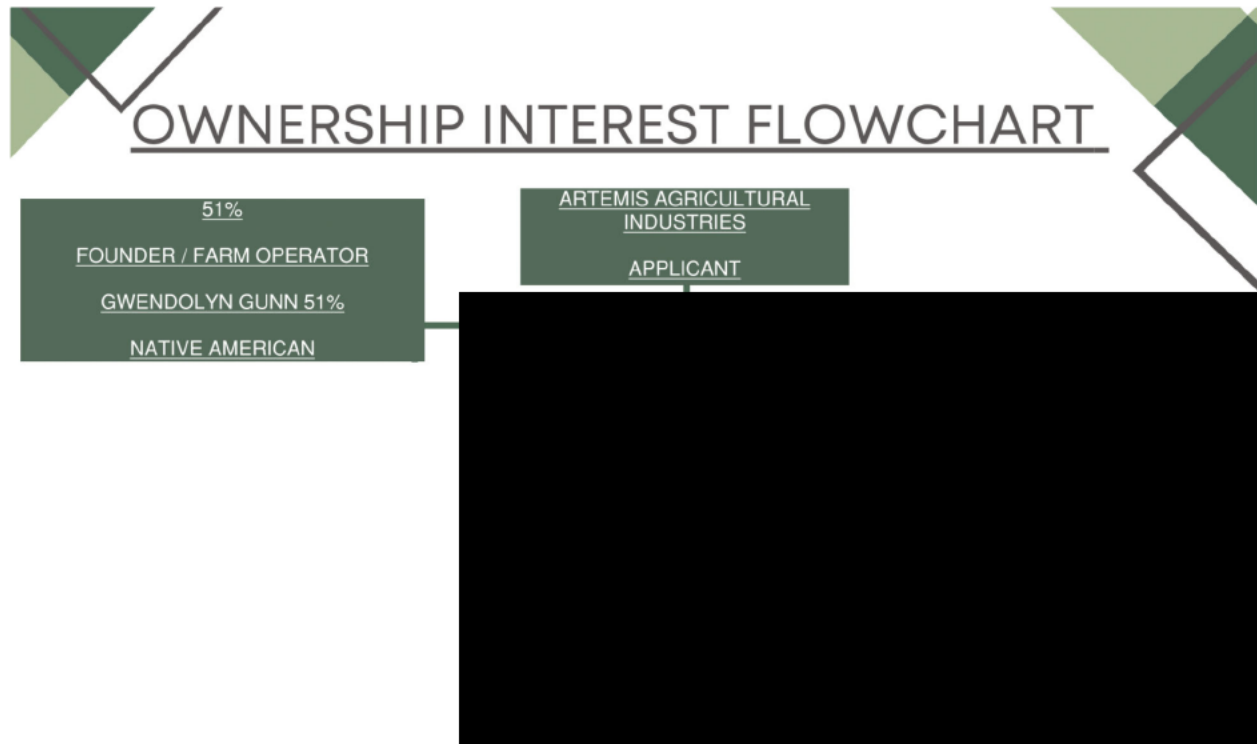 OWNERSHIP INTEREST FLOWCHART
51%
FOUNDER / FARM OPERATOR
GWENDOLYN GUNN 51%
NATIVE AMERICAN
ARTEMIS AGRICULTURAL
INDUSTRIES
APPLICANT